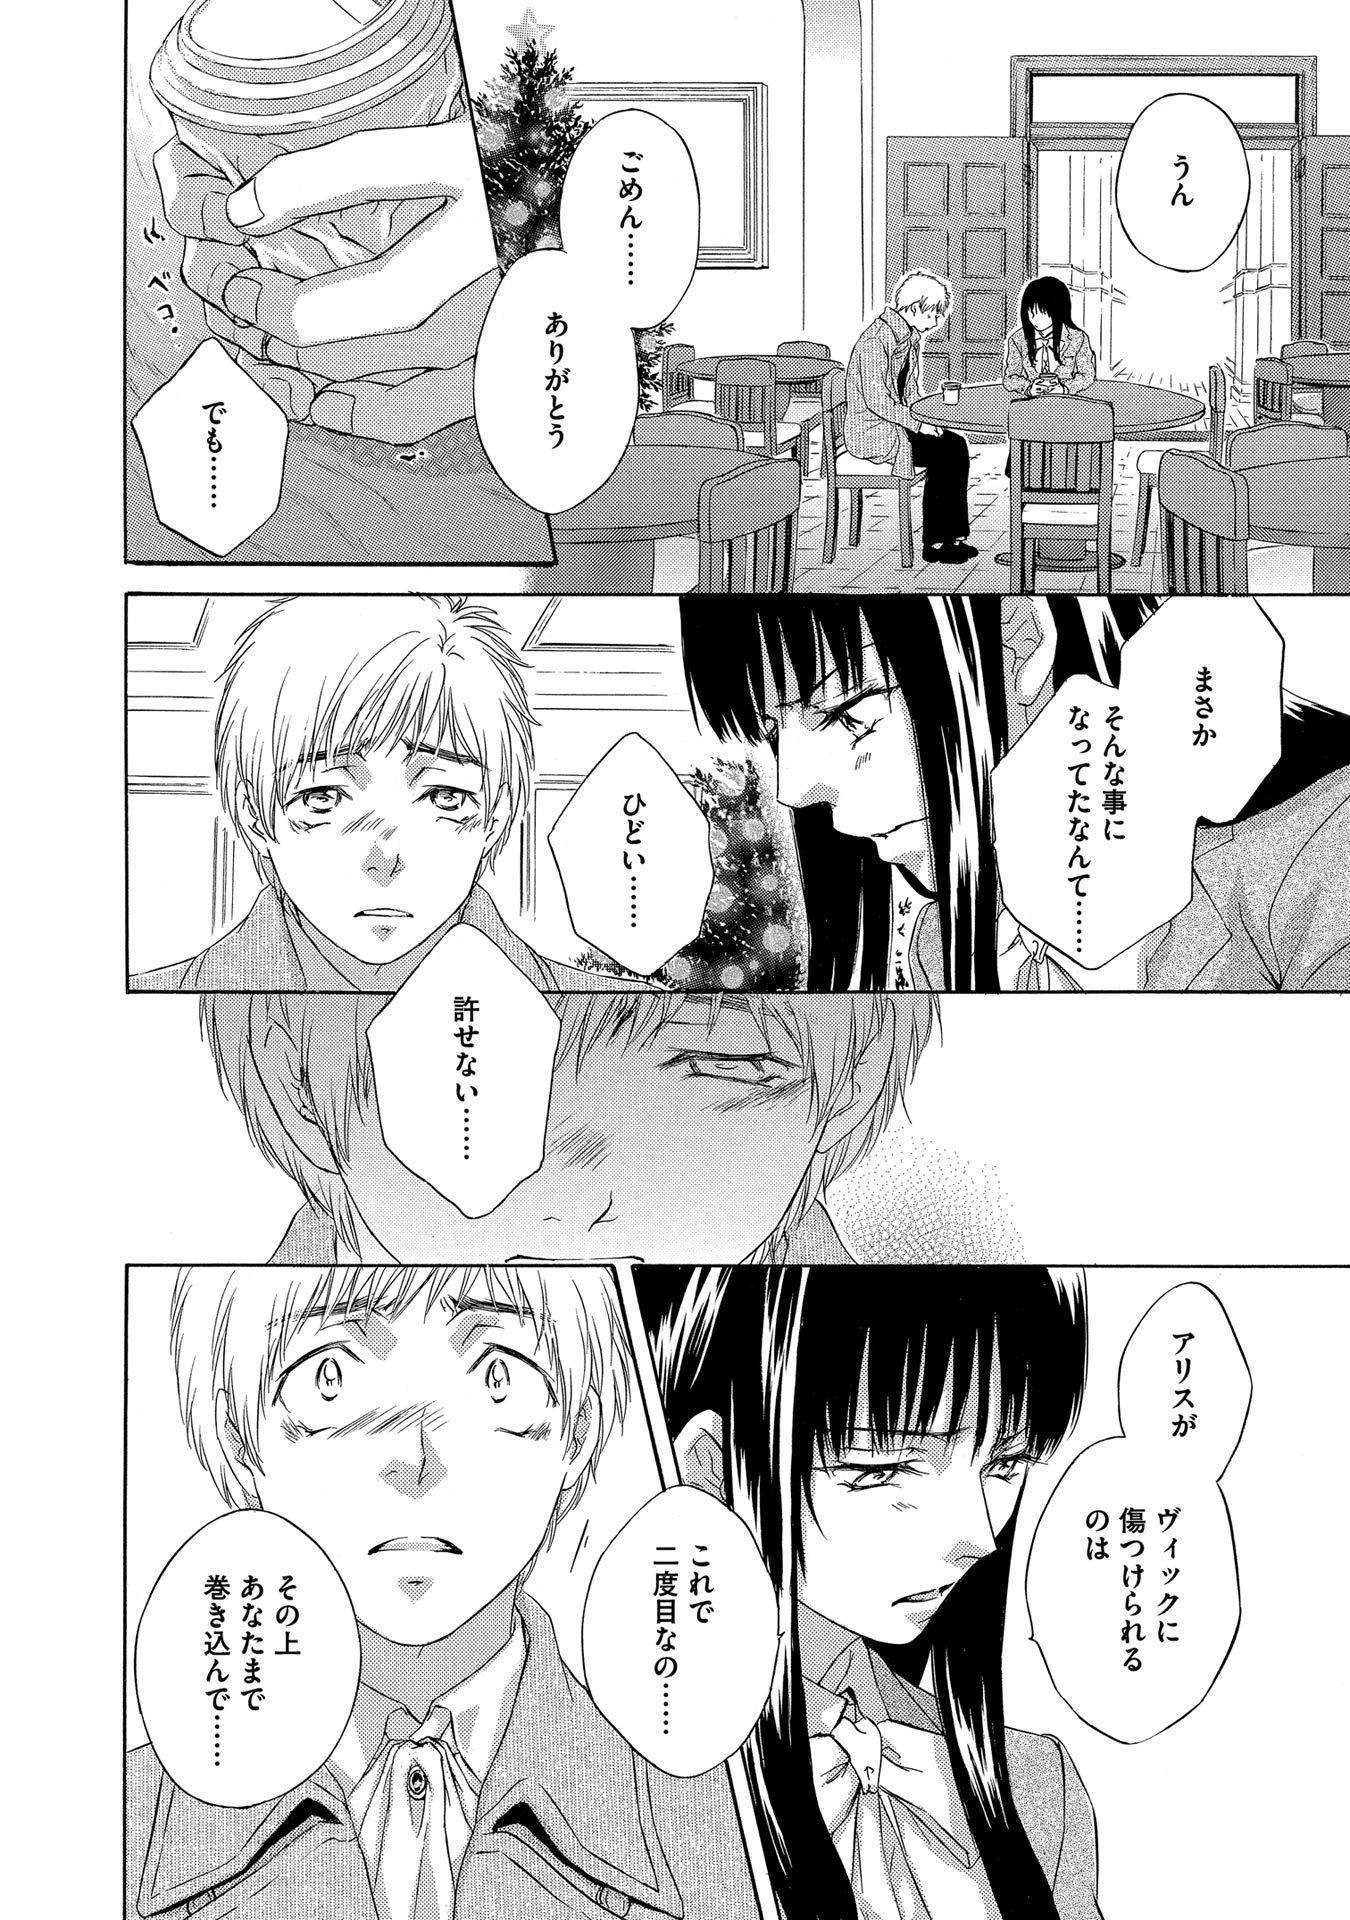 うん
ごめん……
ありがとう
ベコ・
でも……
まさか
そんな事に
なってたなんて……
ひどい……
許せない……
アリスが
ヴィックに
傷つけられる
のは
これで
二度目なの……
その上
あなたまで
巻き込んで……